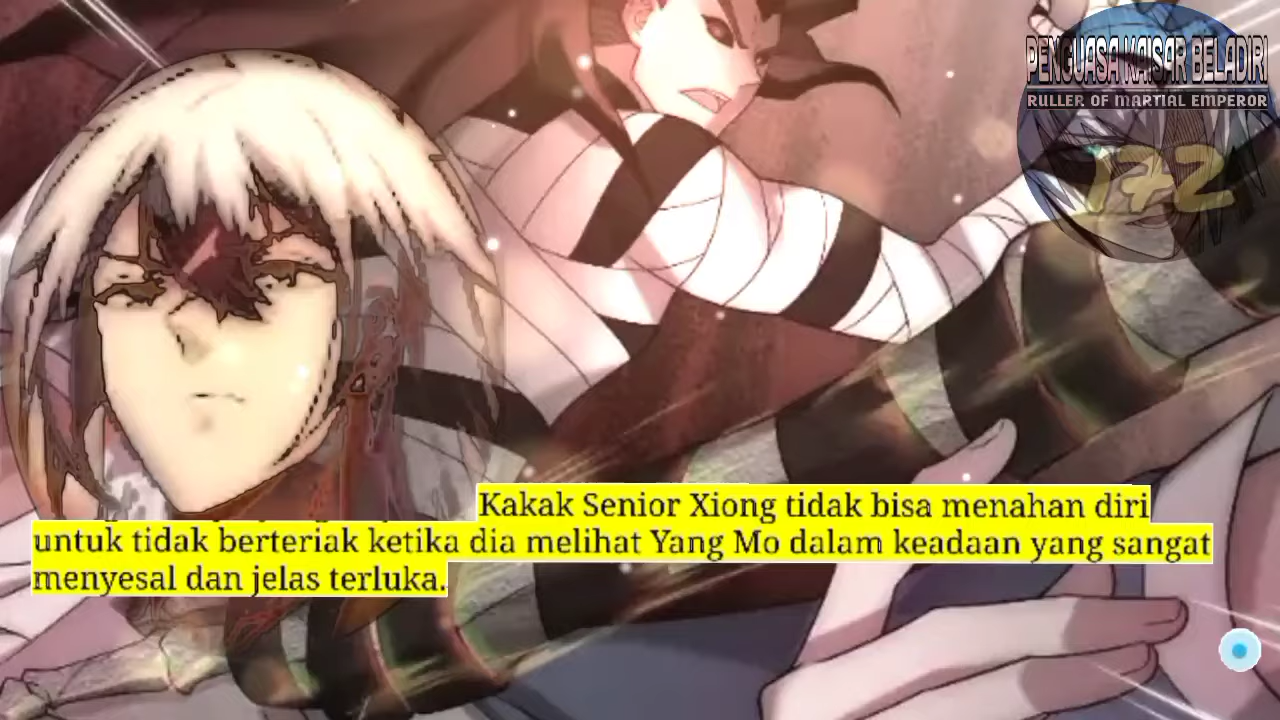 PENGUASA KAISAR BELADIRI
RULLER OF MARTIAL EMPEROR
172
Kakak Senior Xiong tidak bisa menahan diri
untuk tidak berteriak ketika dia melihat Yang Mo dalam keadaan yang sangat
menyesal dan jelas terluka.